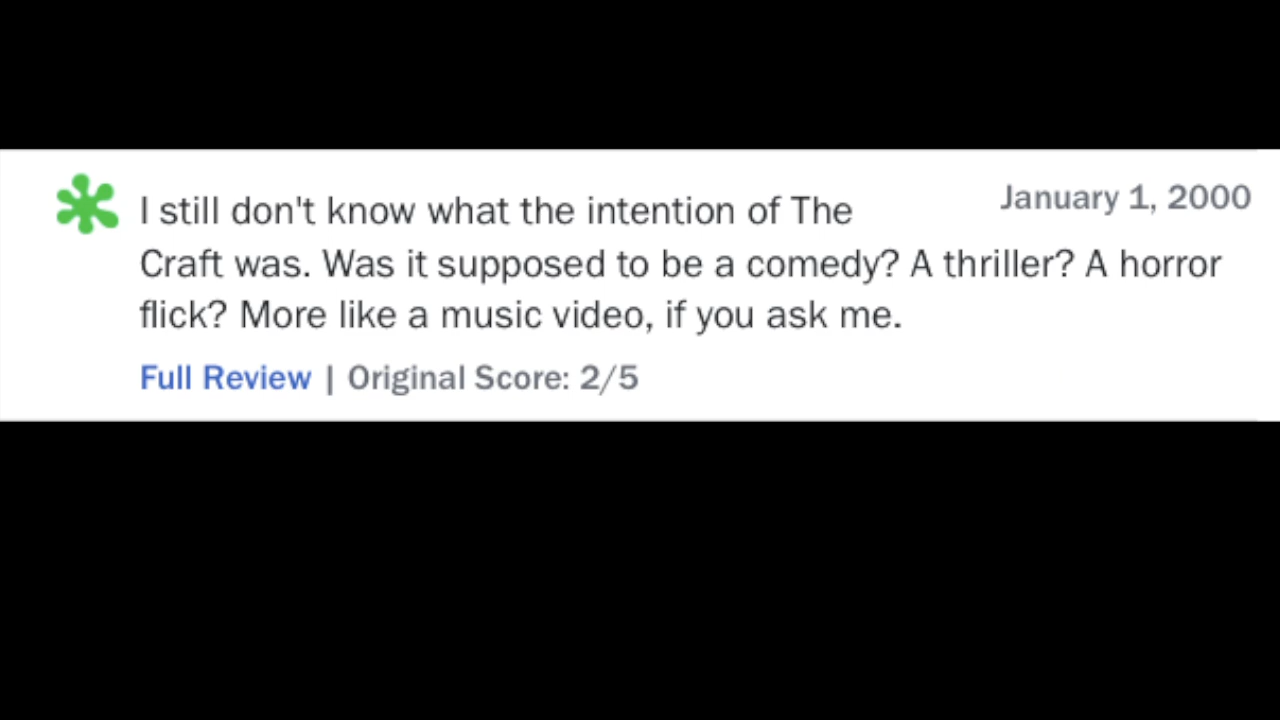 I still don't know what the intention of The
January 1, 2000
Craft was. Was it supposed to be a comedy? A thriller? A horror
flick? More like a music video, if you ask me.
Full Review | Original Score: 2/5